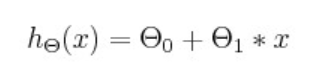 h_Θ(x) = Θ_0 + Θ_1 * x